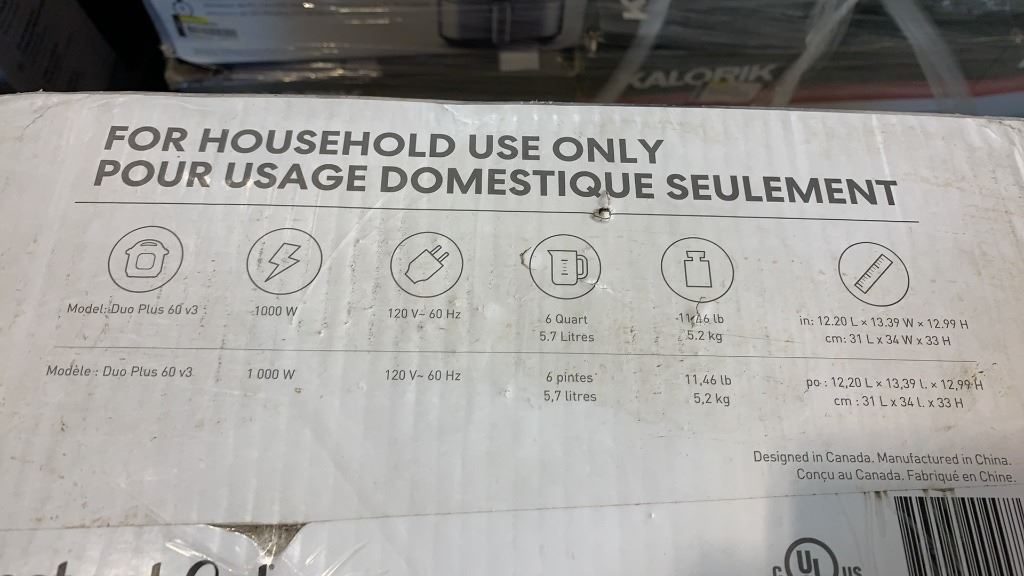 KALORIK
FOR HOUSEHOLD USE ONLY
POUR USAGE DOMESTIQUE SEULEMENT
Model: Duo Plus 60 v3
1000 W
120 V~ 60 Hz
6 Quart
5.7 Litres
11.46 lb
5.2 kg
in: 12.20 L x 13.39 W x 12.99 H
cm: 31 L x 34 W x 33 H
Modèle : Duo Plus 60 v3
1 000 W
120 V~ 60 Hz
6 pintes
5,7 litres
11,46 lb
5,2 kg
po : 12,20 L x 13,39 l. x 12,99 H
cm : 31 L x 34 l. x 33 H
Designed in Canada. Manufactured in China.
Conçu au Canada. Fabriqué en Chine.
C UL US